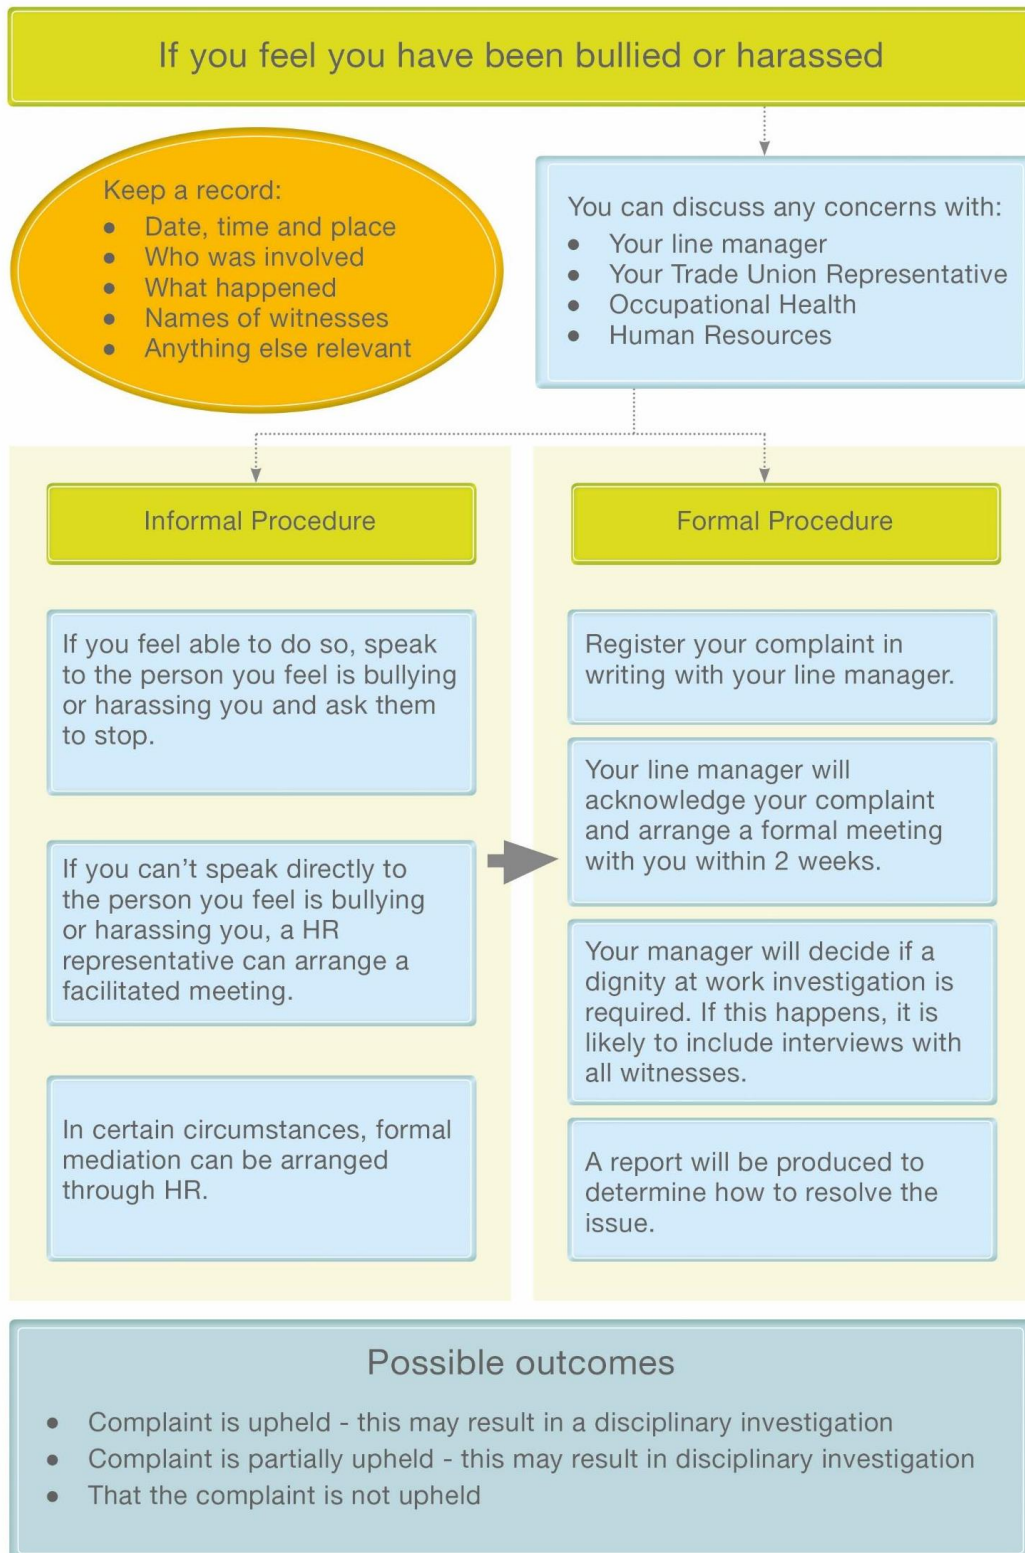 If you feel you have been bullied or harassed
Keep a record:
● Date, time and place
● Who was involved
● What happened
● Names of witnesses
● Anything else relevant
You can discuss any concerns with:
● Your line manager
● Your Trade Union Representative
● Occupational Health
● Human Resources
Informal Procedure
If you feel able to do so, speak
to the person you feel is bullying
or harassing you and ask them
to stop.
If you can't speak directly to
the person you feel is bullying
or harassing you, a HR
representative can arrange a
facilitated meeting.
In certain circumstances, formal
mediation can be arranged
through HR.
Formal Procedure
Register your complaint in
writing with your line manager.
Your line manager will
acknowledge your complaint
and arrange a formal meeting
with you within 2 weeks.
Your manager will decide if a
dignity at work investigation is
required. If this happens, it is
likely to include interviews with
all witnesses.
A report will be produced to
determine how to resolve the
issue.
Possible outcomes
● Complaint is upheld - this may result in a disciplinary investigation
● Complaint is partially upheld - this may result in disciplinary investigation
● That the complaint is not upheld